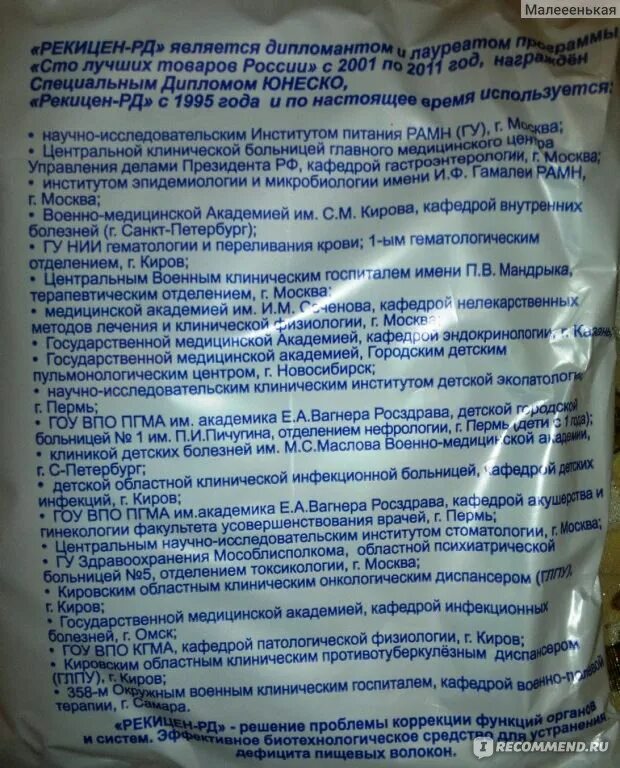 Малееенькая
«РЕКИЦЕН-РД» является дипломантом и лауреатом программы
«Сто лучших товаров России» с 2001 по 2011 год, награждён
Специальным Дипломом ЮНЕСКО,
«Рекицен-РД» с 1995 года и по настоящее время используется:
• научно-исследовательским Институтом питания РАМН (ГУ), г. Москва;
• Центральной клинической больницей главного медицинского центра
Управления делами Президента РФ, кафедрой гастроэнтерологии, г. Москва;
• институтом эпидемиологии и микробиологии имени И.Ф. Гамалеи РАМН,
г. Москва;
• Военно-медицинской Академией им. С.М. Кирова, кафедрой внутренних
болезней (г. Санкт-Петербург);
• ГУ НИИ гематологии и переливания крови; 1-ым гематологическим
отделением, г. Киров;
• Центральным Военным клиническим госпиталем имени П.В. Мандрыка,
терапевтическим отделением, г. Москва;
• медицинской академией им. И.М. Сеченова, кафедрой нелекарственных
методов лечения и клинической физиологии, г. Москва;
• Государственной медицинской Академией, кафедрой эндокринологии, г. Казань
• Государственной медицинской академией, Городским детским
пульмонологическим центром, г. Новосибирск;
• научно-исследовательским клиническим институтом детской экопатологии
г. Пермь;
• ГОУ ВПО ПГМА им. академика Е.А.Вагнера Росздрава, детской городской
больницей № 1 им. П.И.Пичугина, отделением нефрологии, г. Пермь (дети с 1 года);
• клиникой детских болезней им. М.С.Маслова Военно-медицинской академии,
г. С-Петербург;
• детской областной клинической инфекционной больницей, кафедрой детских
инфекций, г. Киров;
• ГОУ ВПО ПГМА им.академика Е.А.Вагнера Росздрава, кафедрой акушерства и
гинекологии факультета усовершенствования врачей, г. Пермь;
• Центральным научно-исследовательским институтом стоматологии, г. Москва;
• ГУ Здравоохранения Мособлисполкома, областной психиатрической
больницей №5, отделением токсикологии, г. Москва;
• Кировским областным клиническим онкологическим диспансером (ГЛПУ),
г. Киров;
• Государственной медицинской академией, кафедрой инфекционных
болезней, г. Омск;
• ГОУ ВПО КГМА, кафедрой патологической физиологии, г. Киров;
• Кировским областным клиническим противотуберкулёзным диспансером
(ГЛПУ), г. Киров;
• 358-м Окружным военным клиническим госпиталем, кафедрой военно-полевой
терапии, г. Самара.
«РЕКИЦЕН-РД» - решение проблемы коррекции функций органов
и систем. Эффективное биотехнологическое средство для устранения
дефицита пищевых волокон.
IRECOMMEND.RU